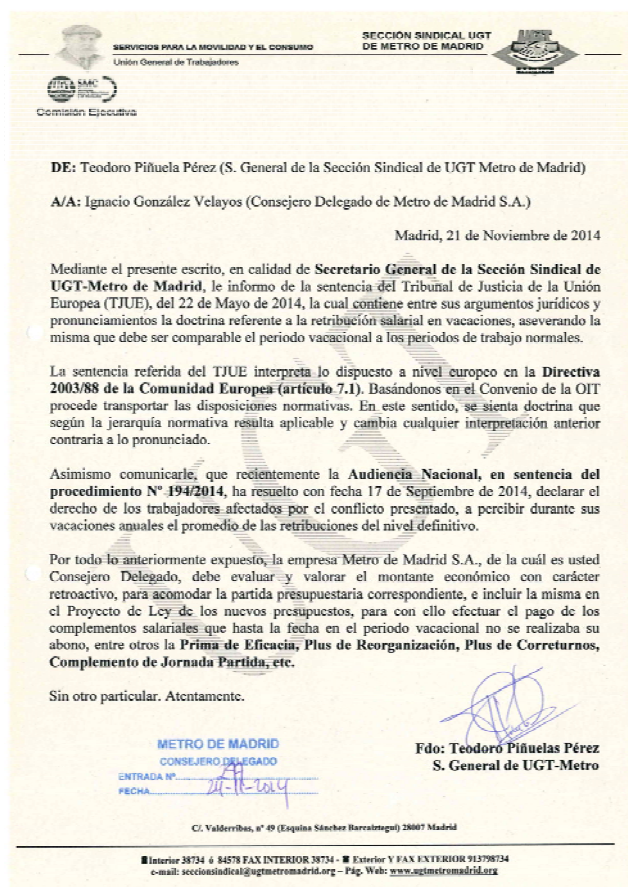 SERVICIOS PARA LA MOVILIDAD Y EL CONSUMO
Unión General de Trabajadores
SECCIÓN SINDICAL UGT
DE METRO DE MADRID
UGT
SMC
Comisión Ejecutiva
DE: Teodoro Piñuela Pérez (S. General de la Sección Sindical de UGT Metro de Madrid)
A/A: Ignacio González Velayos (Consejero Delegado de Metro de Madrid S.A.)
Madrid, 21 de Noviembre de 2014
Mediante el presente escrito, en calidad de Secretario General de la Sección Sindical de
UGT-Metro de Madrid, le informo de la sentencia del Tribunal de Justicia de la Unión
Europea (TJUE), del 22 de Mayo de 2014, la cual contiene entre sus argumentos jurídicos y
pronunciamientos la doctrina referente a la retribución salarial en vacaciones, aseverando la
misma que debe ser comparable el periodo vacacional a los periodos de trabajo normales.
La sentencia referida del TJUE interpreta lo dispuesto a nivel europeo en la Directiva
2003/88 de la Comunidad Europea (artículo 7.1). Basándonos en el Convenio de la OIT
procede transportar las disposiciones normativas. En este sentido, se sienta doctrina que
según la jerarquía normativa resulta aplicable y cambia cualquier interpretación anterior
contraria a lo pronunciado.
Asimismo comunicarle, que recientemente la Audiencia Nacional, en sentencia del
procedimiento Nº 194/2014, ha resuelto con fecha 17 de Septiembre de 2014, declarar el
derecho de los trabajadores afectados por el conflicto presentado, a percibir durante sus
vacaciones anuales el promedio de las retribuciones del nivel definitivo.
Por todo lo anteriormente expuesto, la empresa Metro de Madrid S.A., de la cuál es usted
Consejero Delegado, debe evaluar y valorar el montante económico con carácter
retroactivo, para acomodar la partida presupuestaria correspondiente, e incluir la misma en
el Proyecto de Ley de los nuevos presupuestos, para con ello efectuar el pago de los
complementos salariales que hasta la fecha en el periodo vacacional no se realizaba su
abono, entre otros la Prima de Eficacia, Plus de Reorganización, Plus de Correturnos,
Complemento de Jornada Partida, etc.
Sin otro particular. Atentamente.
METRO DE MADRID
CONSEJERO DELEGADO
ENTRADA Nº
FECHA 24-11-2014
Fdo: Teodoro Piñuelas Pérez
S. General de UGT-Metro
C/. Valderribas, nº 49 (Esquina Sánchez Barcaiztegui) 28007 Madrid
Interior 38734 ó 84578 FAX INTERIOR 38734 - Exterior Y FAX EXTERIOR 913798734
e-mail: seccionsindical@ugtmetromadrid.org – Pág. Web: www.ugtmetromadrid.org